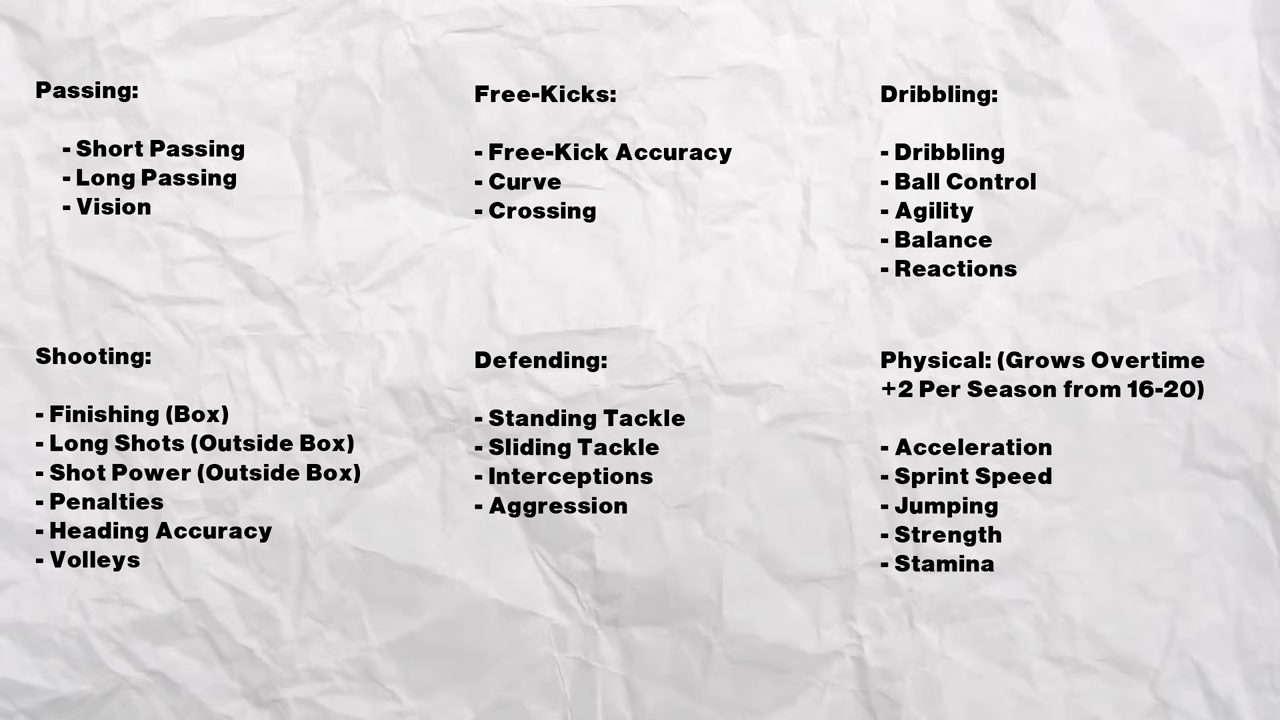 Passing:
- Short Passing
- Long Passing
- Vision
Free-Kicks:
- Free-Kick Accuracy
- Curve
- Crossing
Dribbling:
- Dribbling
- Ball Control
- Agility
- Balance
- Reactions
Shooting:
- Finishing (Box)
- Long Shots (Outside Box)
- Shot Power (Outside Box)
- Penalties
- Heading Accuracy
- Volleys
Defending:
- Standing Tackle
- Sliding Tackle
- Interceptions
- Aggression
Physical: (Grows Overtime
+2 Per Season from 16-20)
- Acceleration
- Sprint Speed
- Jumping
- Strength
- Stamina